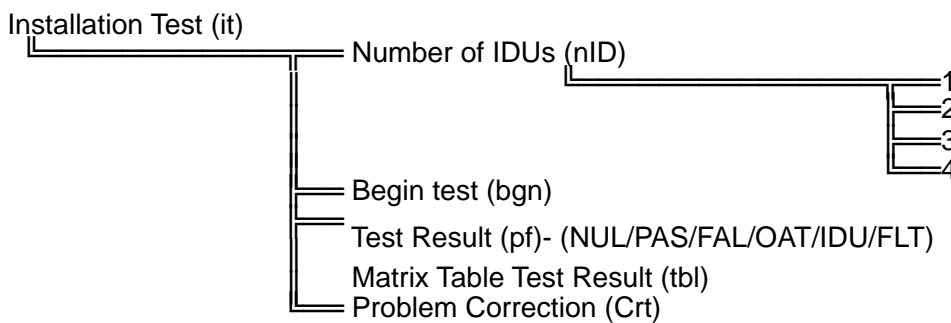 Installation Test (it)
Number of IDUs (nID)
1
2
3
4
Begin test (bgn)
Test Result (pf)- (NUL/PAS/FAL/OAT/IDU/FLT)
Matrix Table Test Result (tbl)
Problem Correction (Crt)